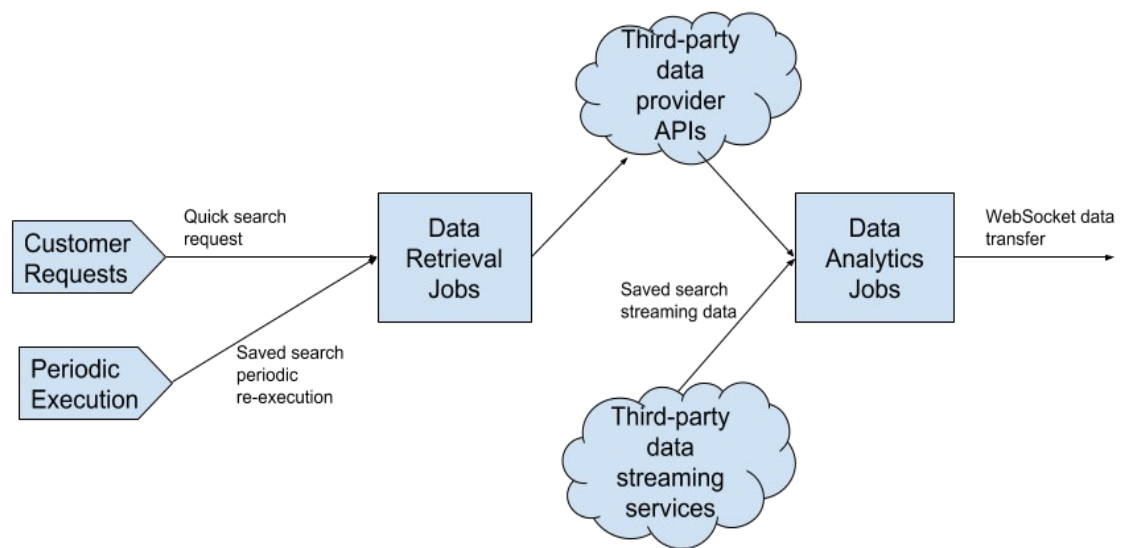 Third-party
data
provider
APIs
Quick search
request
Customer
Requests
Data
Retrieval
Jobs
Data
Analytics
Jobs
WebSocket data
transfer
Saved search
streaming data
Periodic
Execution
Saved search
periodic
re-execution
Third-party
data
streaming
services